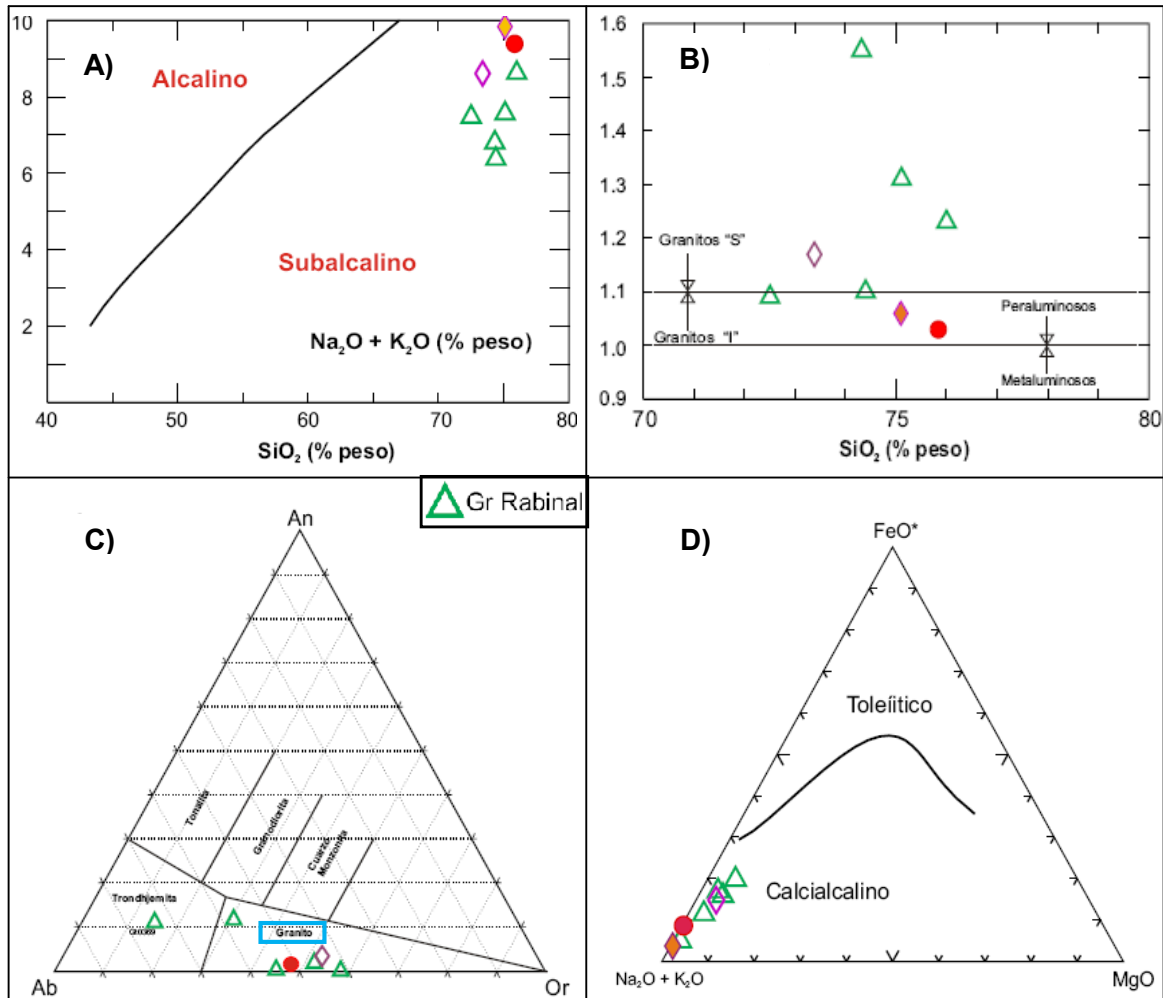 A)
Alcalino
Subalcalino
Na₂O + K₂O (% peso)
10
8
6
4
2
40
50
60
70
80
SiO₂ (% peso)
B)
1.6
1.5
1.4
1.3
1.2
1.1
1.0
0.9
Granitos "S"
Granitos "I"
Peraluminosos
Metaluminosos
70
75
80
SiO₂ (% peso)
Gr Rabinal
C)
An
Tonalita
Granodiorita
Cuarzo
Monzonita
Trondhjemita
Granito
Ab
Or
D)
FeO*
Toleíitico
Calcialcalino
Na₂O + K₂O
MgO